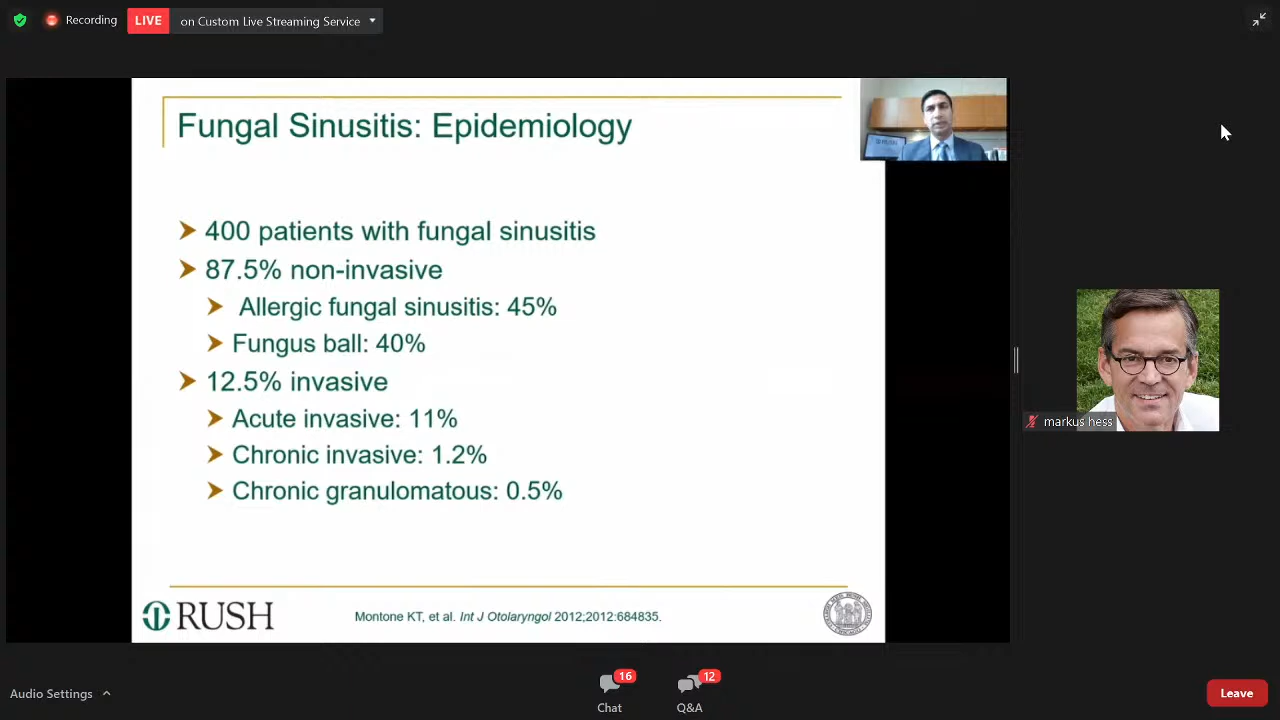 Recording
LIVE
on Custom Live Streaming Service
Fungal Sinusitis: Epidemiology
400 patients with fungal sinusitis
87.5% non-invasive
Allergic fungal sinusitis: 45%
Fungus ball: 40%
12.5% invasive
Acute invasive: 11%
Chronic invasive: 1.2%
Chronic granulomatous: 0.5%
RUSH
Montone KT, et al. Int J Otolaryngol 2012;2012:684835.
markus hess
Audio Settings
16
Chat
12
Q&A
Leave